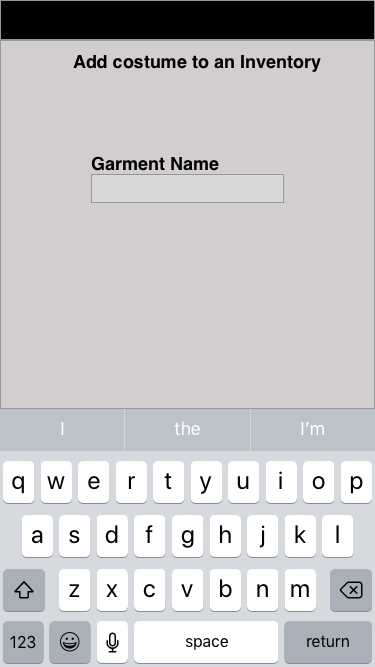 Add costume to an Inventory
Garment Name
I the I'm
q w e r t y u i o p
a s d f g h j k l
z x c v b n m
123 space return